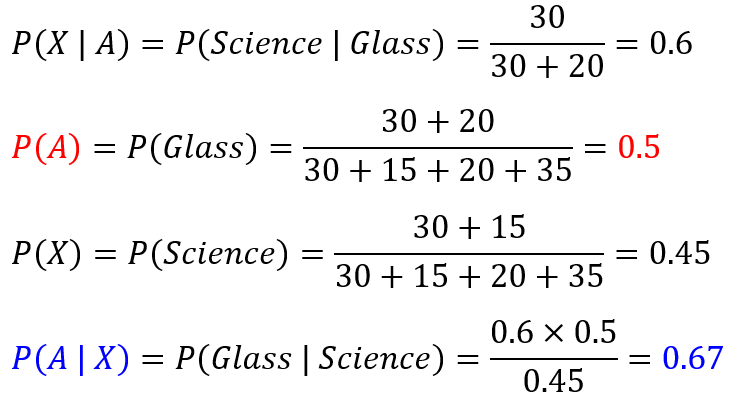 P(X | A) = P(Science | Glass) = 30 / (30 + 20) = 0.6
P(A) = P(Glass) = (30 + 20) / (30 + 15 + 20 + 35) = 0.5
P(X) = P(Science) = (30 + 15) / (30 + 15 + 20 + 35) = 0.45
P(A | X) = P(Glass | Science) = (0.6 × 0.5) / 0.45 = 0.67